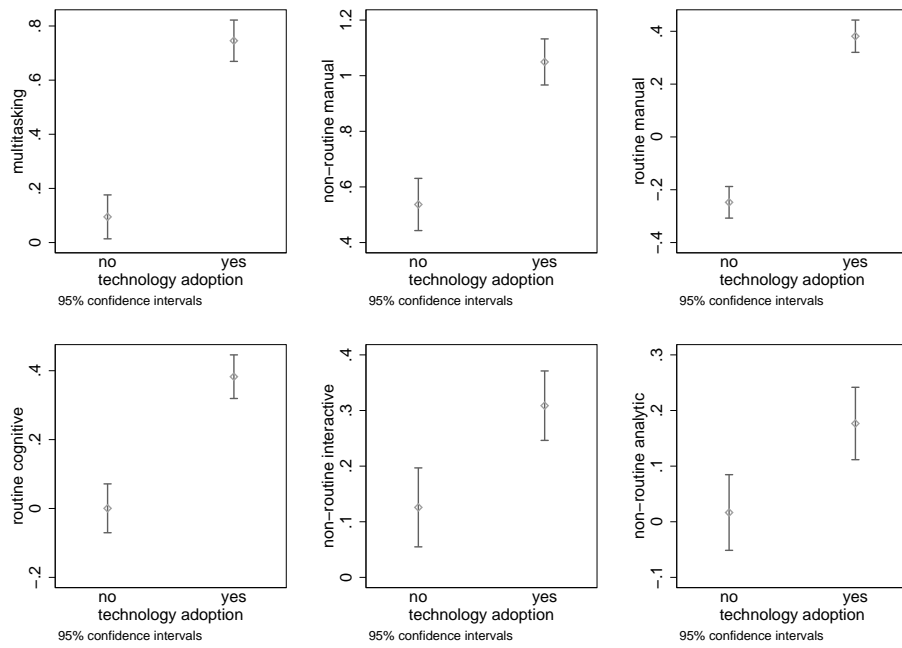 multitasking
0 .2 .4 .6 .8
no yes
technology adoption
95% confidence intervals
non−routine manual
.4 .6 .8 1 1.2
no yes
technology adoption
95% confidence intervals
routine manual
−.4 −.2 0 .2 .4
no yes
technology adoption
95% confidence intervals
routine cognitive
−.2 0 .2 .4
no yes
technology adoption
95% confidence intervals
non−routine interactive
0 .1 .2 .3 .4
no yes
technology adoption
95% confidence intervals
non−routine analytic
−.1 0 .1 .2 .3
no yes
technology adoption
95% confidence intervals